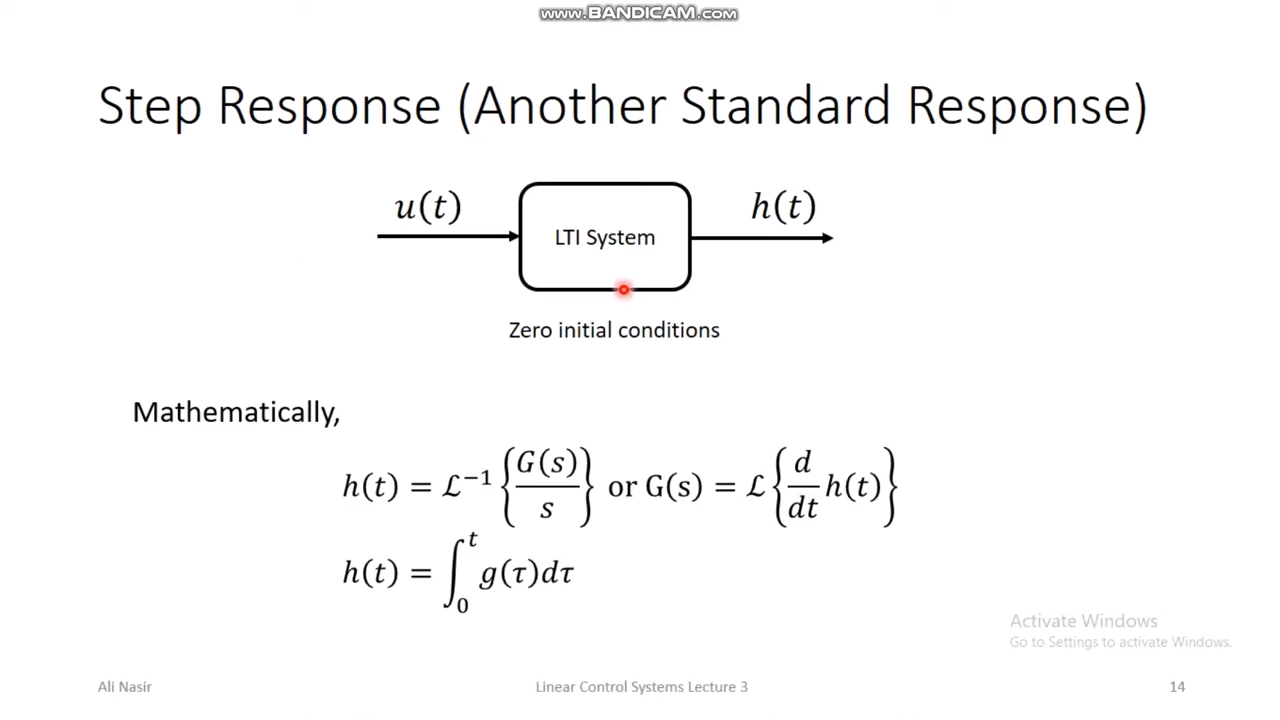 www.BANDICAM.com
Step Response (Another Standard Response)
u(t)
LTI System
h(t)
Zero initial conditions
Mathematically,
h(t) = ℒ⁻¹ {G(s)/s} or G(s) = ℒ {d/dt h(t)}
h(t) = ∫₀ᵗ g(τ)dτ
Activate Windows
Go to Settings to activate Windows.
Ali Nasir
Linear Control Systems Lecture 3
14